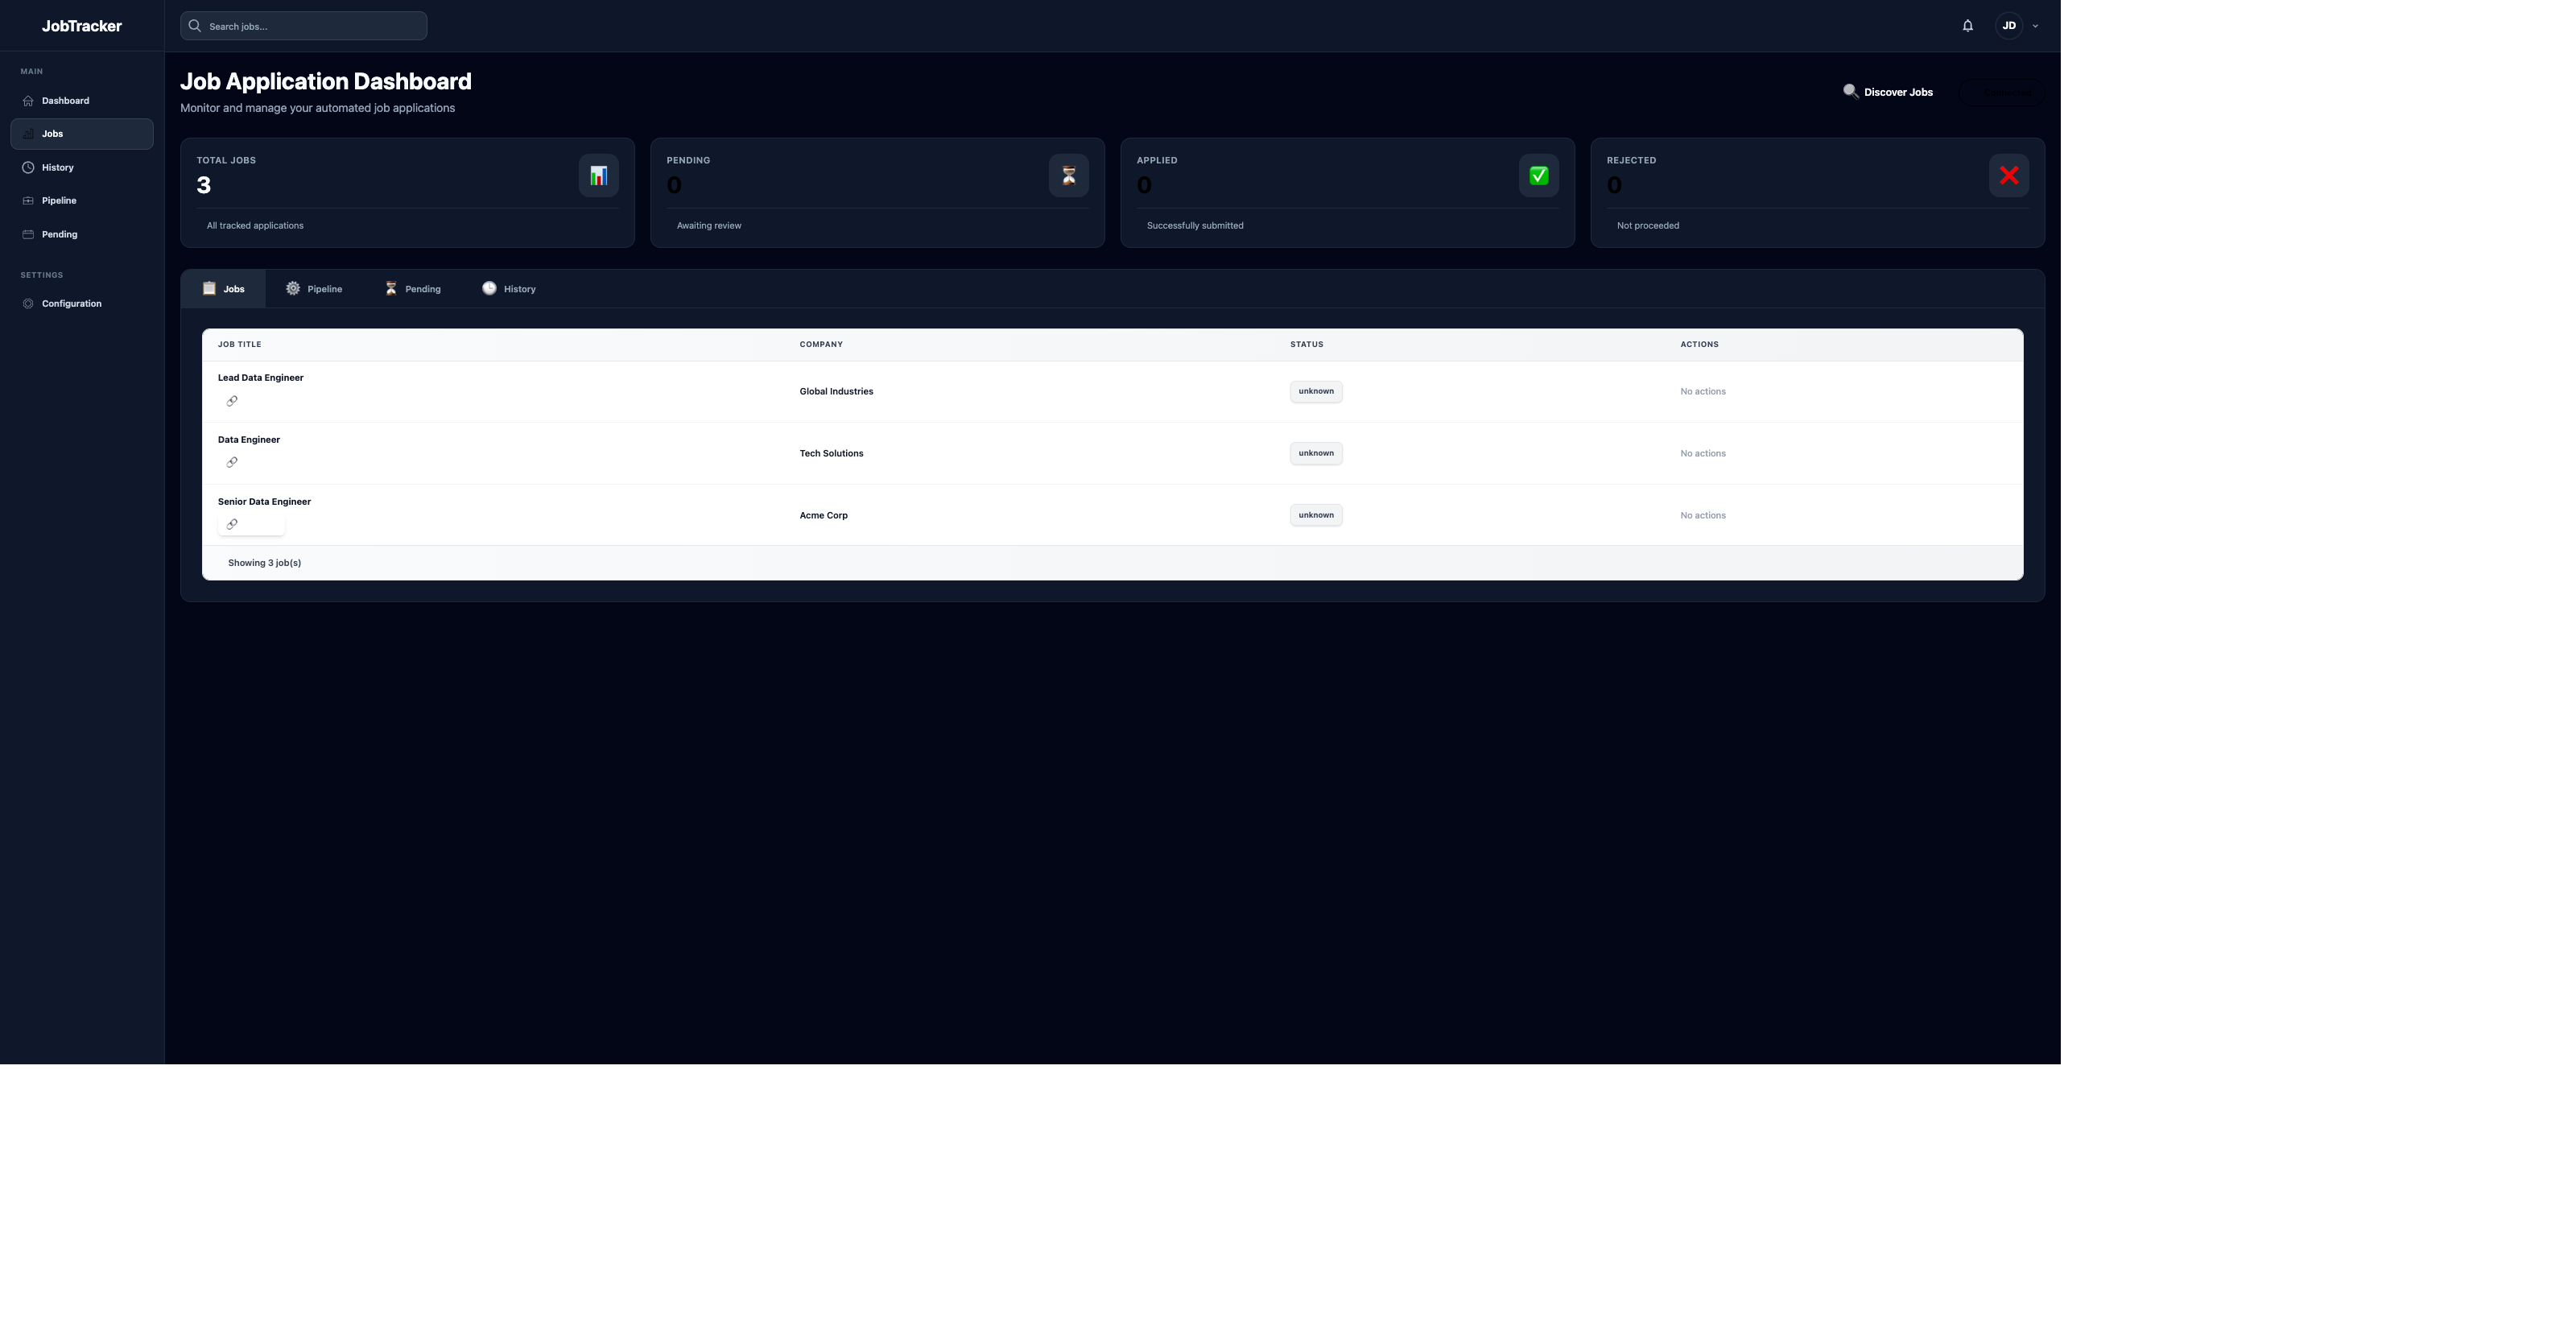 JobTracker
Search jobs...
JD
MAIN
Dashboard
Jobs
History
Pipeline
Pending
SETTINGS
Configuration
Job Application Dashboard
Monitor and manage your automated job applications
Discover Jobs
TOTAL JOBS
3
All tracked applications
PENDING
0
Awaiting review
APPLIED
0
Successfully submitted
REJECTED
0
Not proceeded
Jobs
Pipeline
Pending
History
JOB TITLE COMPANY STATUS ACTIONS
Lead Data Engineer
Global Industries unknown No actions
Data Engineer
Tech Solutions unknown No actions
Senior Data Engineer
Acme Corp unknown No actions
Showing 3 job(s)